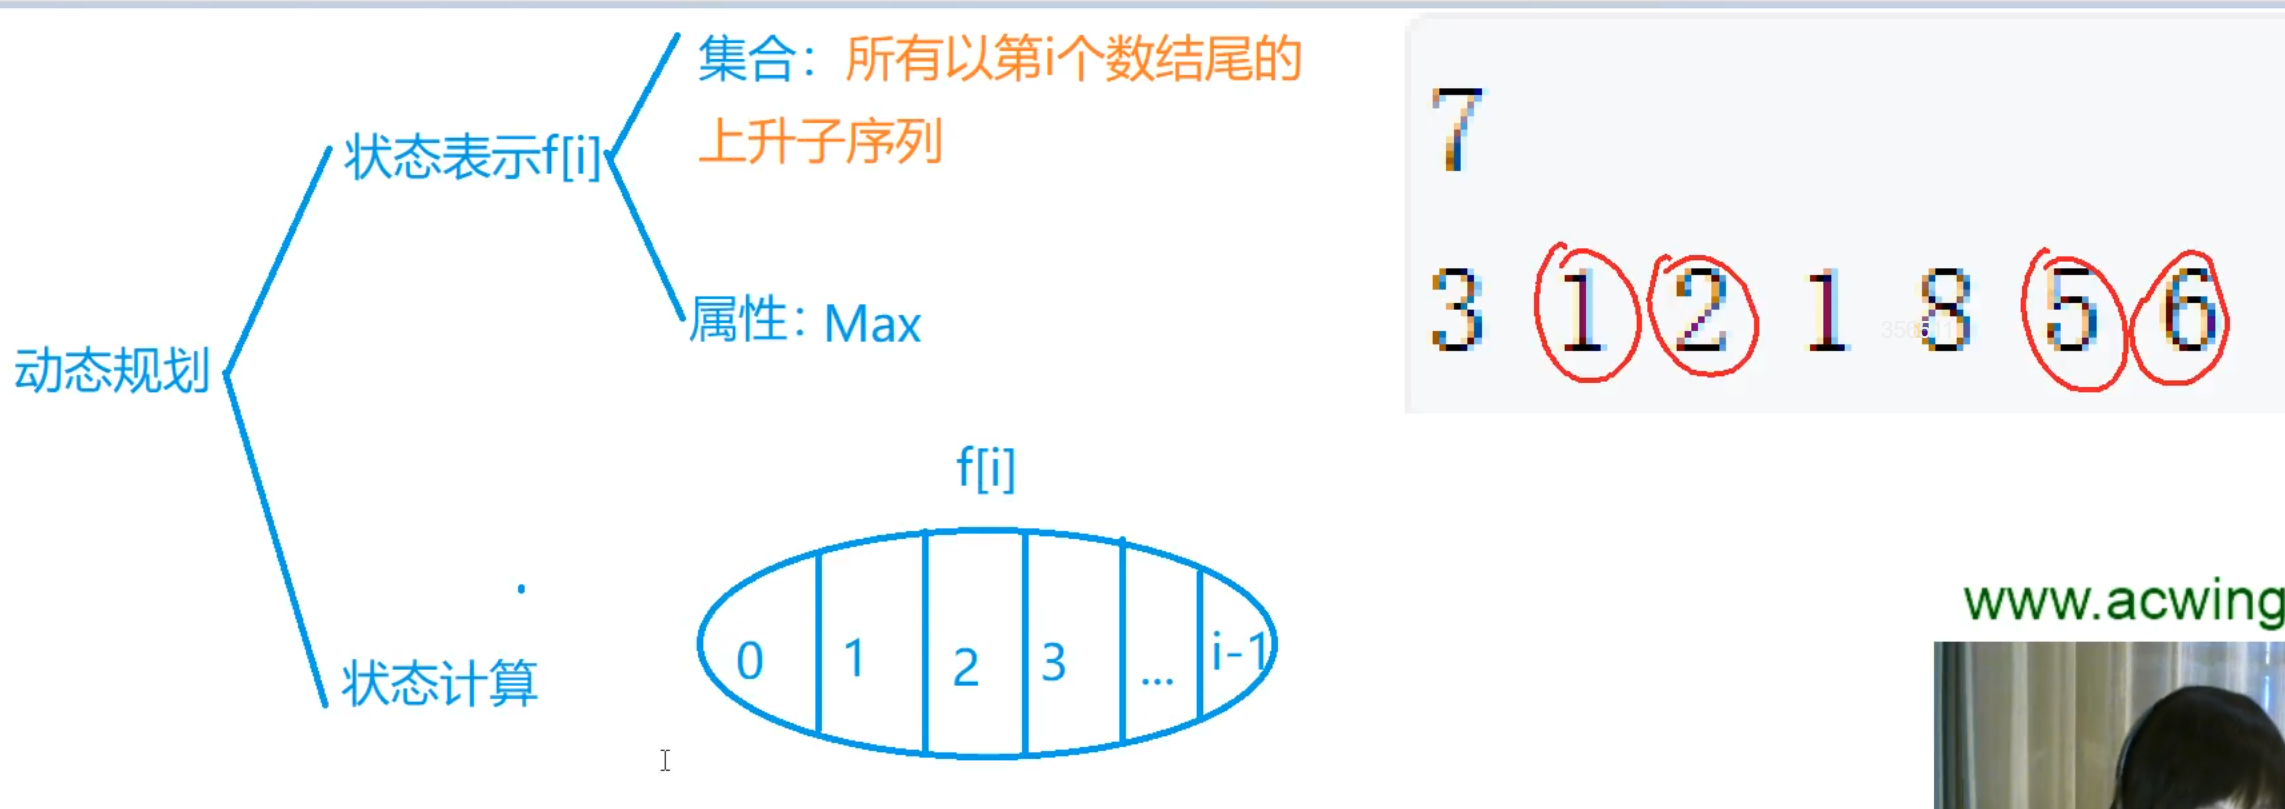 集合：所有以第i个数结尾的
上升子序列
状态表示f[i]
属性：Max
动态规划
状态计算
f[i]
0 1 2 3 ... i-1
7
3 1 2 1 8 5 6
www.acwing